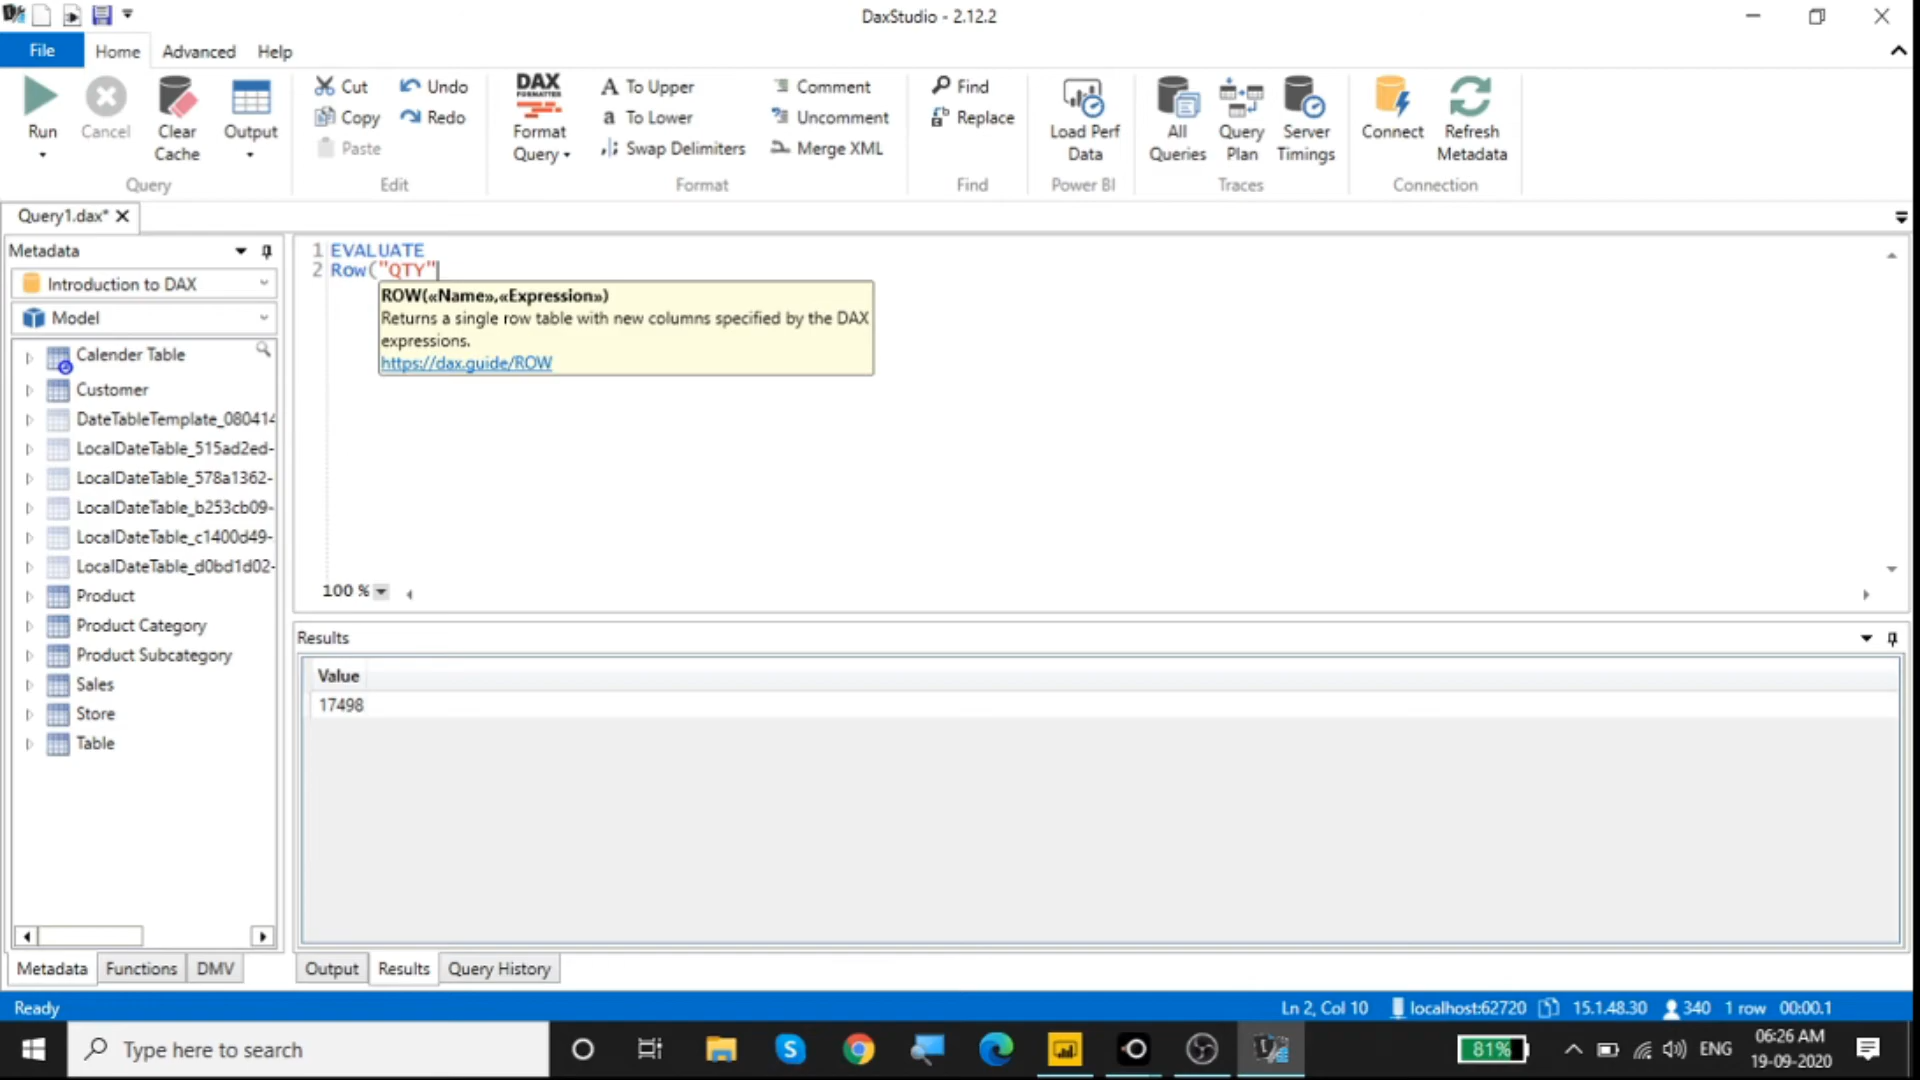 DaxStudio - 2.12.2
File Home Advanced Help
Run Cancel Clear Cache Output
Query
Cut Undo
Copy Redo
Paste
Edit
DAX FORMATTER
Format Query
To Upper Comment
To Lower Uncomment
Swap Delimiters Merge XML
Format
Find
Replace
Find
Load Perf Data
Power BI
All Queries Query Plan Server Timings
Traces
Connect Refresh Metadata
Connection
Query1.dax*
Metadata
Introduction to DAX
Model
Calender Table
Customer
DateTableTemplate_080414
LocalDateTable_515ad2ed-
LocalDateTable_578a1362-
LocalDateTable_b253cb09-
LocalDateTable_c1400d49-
LocalDateTable_d0bd1d02-
Product
Product Category
Product Subcategory
Sales
Store
Table
Metadata Functions DMV
1 EVALUATE
2 Row("QTY"
ROW(«Name»,«Expression»)
Returns a single row table with new columns specified by the DAX
expressions.
https://dax.guide/ROW
100 %
Results
Value
17498
Output Results Query History
Ready Ln 2, Col 10 localhost:62720 15.1.48.30 340 1 row 00:00.1
Type here to search
81% ENG 06:26 AM
19-09-2020